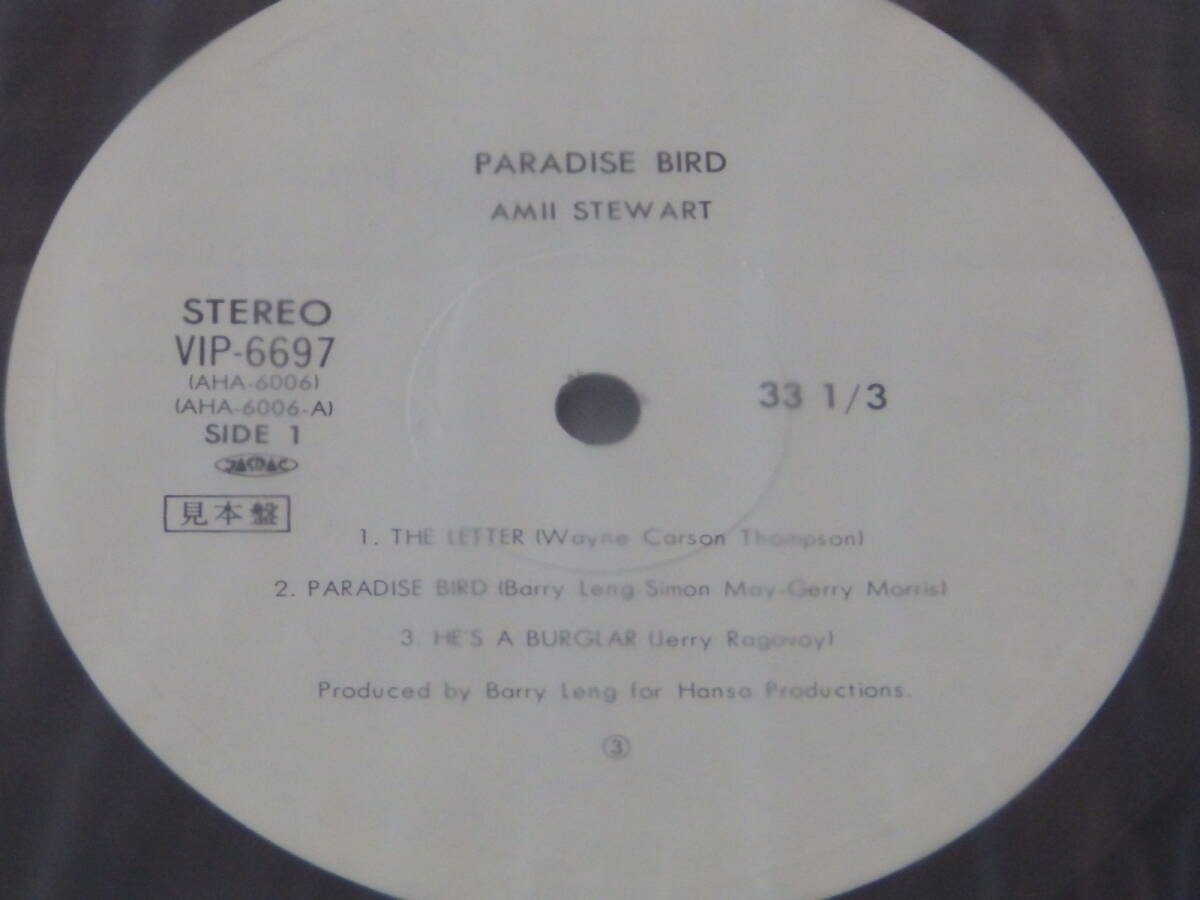 PARADISE BIRD
AMII STEWART
STEREO
VIP-6697
(AHA-6006)
(AHA-6006-A)
SIDE 1
JASRAC
見本盤
33 1/3
1. THE LETTER (Wayne Carson Thompson)
2. PARADISE BIRD (Barry Leng-Simon May-Gerry Morris)
3. HE'S A BURGLAR (Jerry Ragovoy)
Produced by Barry Leng for Hansa Productions.
③